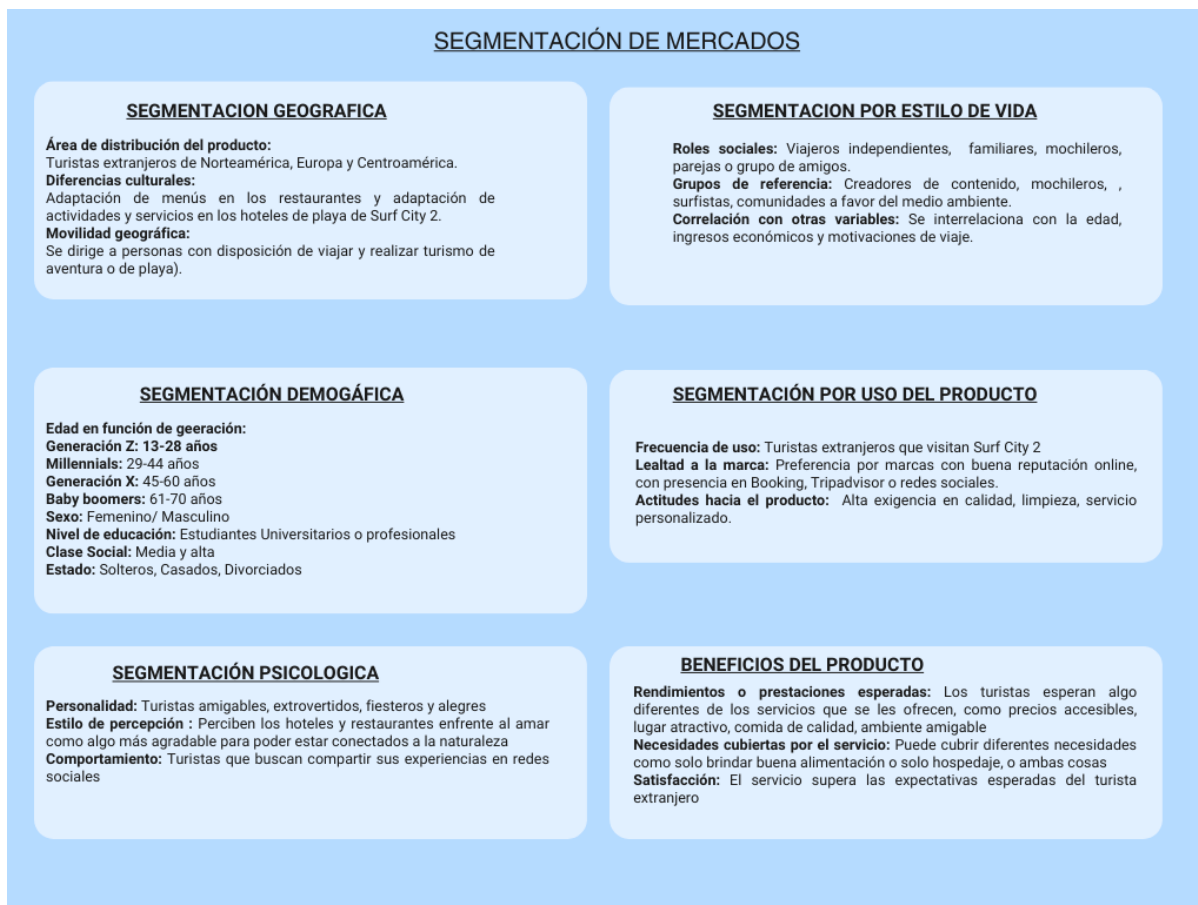 SEGMENTACIÓN DE MERCADOS
SEGMENTACION GEOGRAFICA
Área de distribución del producto:
Turistas extranjeros de Norteamérica, Europa y Centroamérica.
Diferencias culturales:
Adaptación de menús en los restaurantes y adaptación de
actividades y servicios en los hoteles de playa de Surf City 2.
Movilidad geográfica:
Se dirige a personas con disposición de viajar y realizar turismo de
aventura o de playa).
SEGMENTACION POR ESTILO DE VIDA
Roles sociales: Viajeros independientes, familiares, mochileros,
parejas o grupo de amigos.
Grupos de referencia: Creadores de contenido, mochileros, ,
surfistas, comunidades a favor del medio ambiente.
Correlación con otras variables: Se interrelaciona con la edad,
ingresos económicos y motivaciones de viaje.
SEGMENTACIÓN DEMOGÁFICA
Edad en función de geeración:
Generación Z: 13-28 años
Millennials: 29-44 años
Generación X: 45-60 años
Baby boomers: 61-70 años
Sexo: Femenino/ Masculino
Nivel de educación: Estudiantes Universitarios o profesionales
Clase Social: Media y alta
Estado: Solteros, Casados, Divorciados
SEGMENTACIÓN POR USO DEL PRODUCTO
Frecuencia de uso: Turistas extranjeros que visitan Surf City 2
Lealtad a la marca: Preferencia por marcas con buena reputación online,
con presencia en Booking, Tripadvisor o redes sociales.
Actitudes hacia el producto: Alta exigencia en calidad, limpieza, servicio
personalizado.
SEGMENTACIÓN PSICOLOGICA
Personalidad: Turistas amigables, extrovertidos, fiesteros y alegres
Estilo de percepción : Perciben los hoteles y restaurantes enfrente al amar
como algo más agradable para poder estar conectados a la naturaleza
Comportamiento: Turistas que buscan compartir sus experiencias en redes
sociales
BENEFICIOS DEL PRODUCTO
Rendimientos o prestaciones esperadas: Los turistas esperan algo
diferentes de los servicios que se les ofrecen, como precios accesibles,
lugar atractivo, comida de calidad, ambiente amigable
Necesidades cubiertas por el servicio: Puede cubrir diferentes necesidades
como solo brindar buena alimentación o solo hospedaje, o ambas cosas
Satisfacción: El servicio supera las expectativas esperadas del turista
extranjero